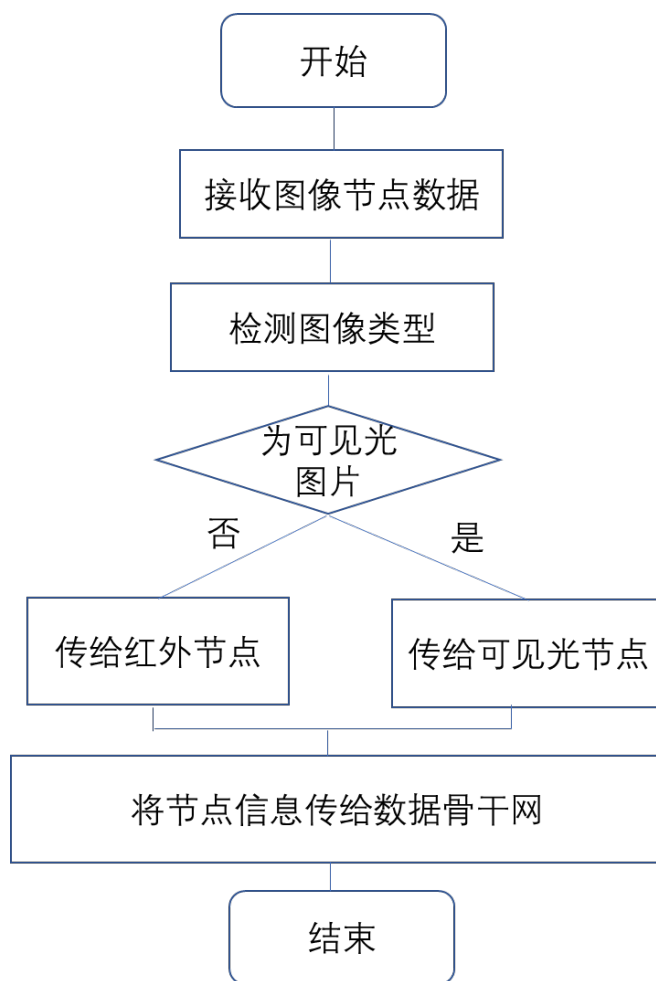 开始
接收图像节点数据
检测图像类型
为可见光
图片
否
是
传给红外节点
传给可见光节点
将节点信息传给数据骨干网
结束